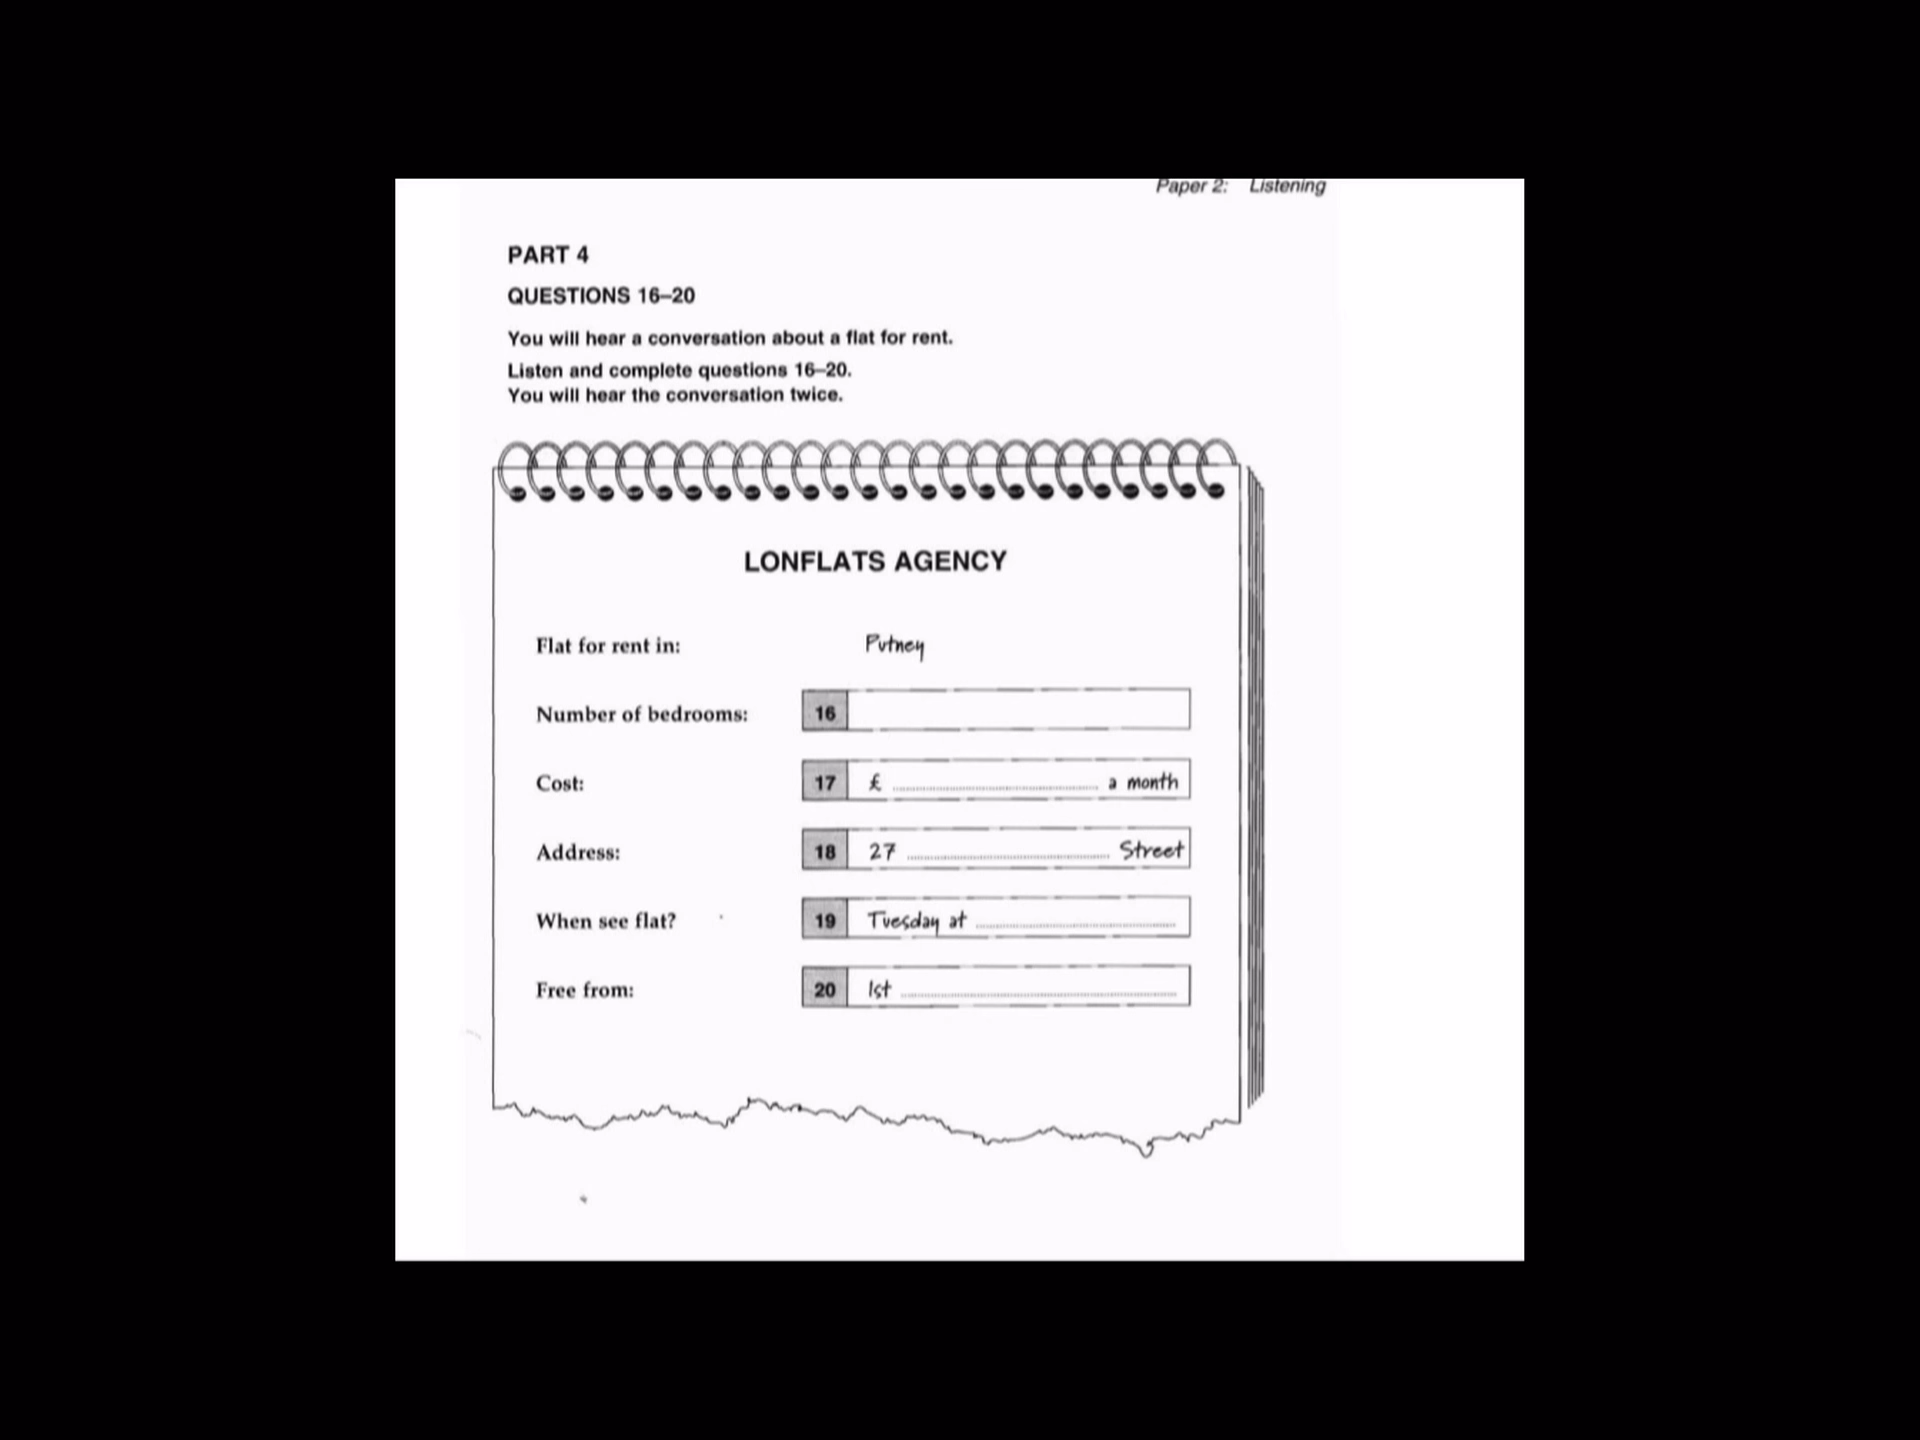 Paper 2: Listening
PART 4
QUESTIONS 16–20
You will hear a conversation about a flat for rent.
Listen and complete questions 16–20.
You will hear the conversation twice.
LONFLATS AGENCY
Flat for rent in: Putney
Number of bedrooms: 16
Cost: 17 £ a month
Address: 18 27 Street
When see flat? 19 Tuesday at
Free from: 20 1st